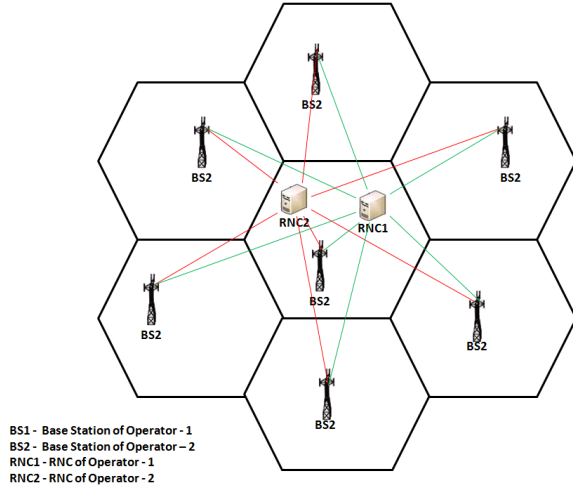 BS2
BS2
BS2
RNC2
RNC1
BS2
BS2
BS2
BS2
BS1 - Base Station of Operator - 1
BS2 - Base Station of Operator – 2
RNC1 - RNC of Operator - 1
RNC2 - RNC of Operator - 2